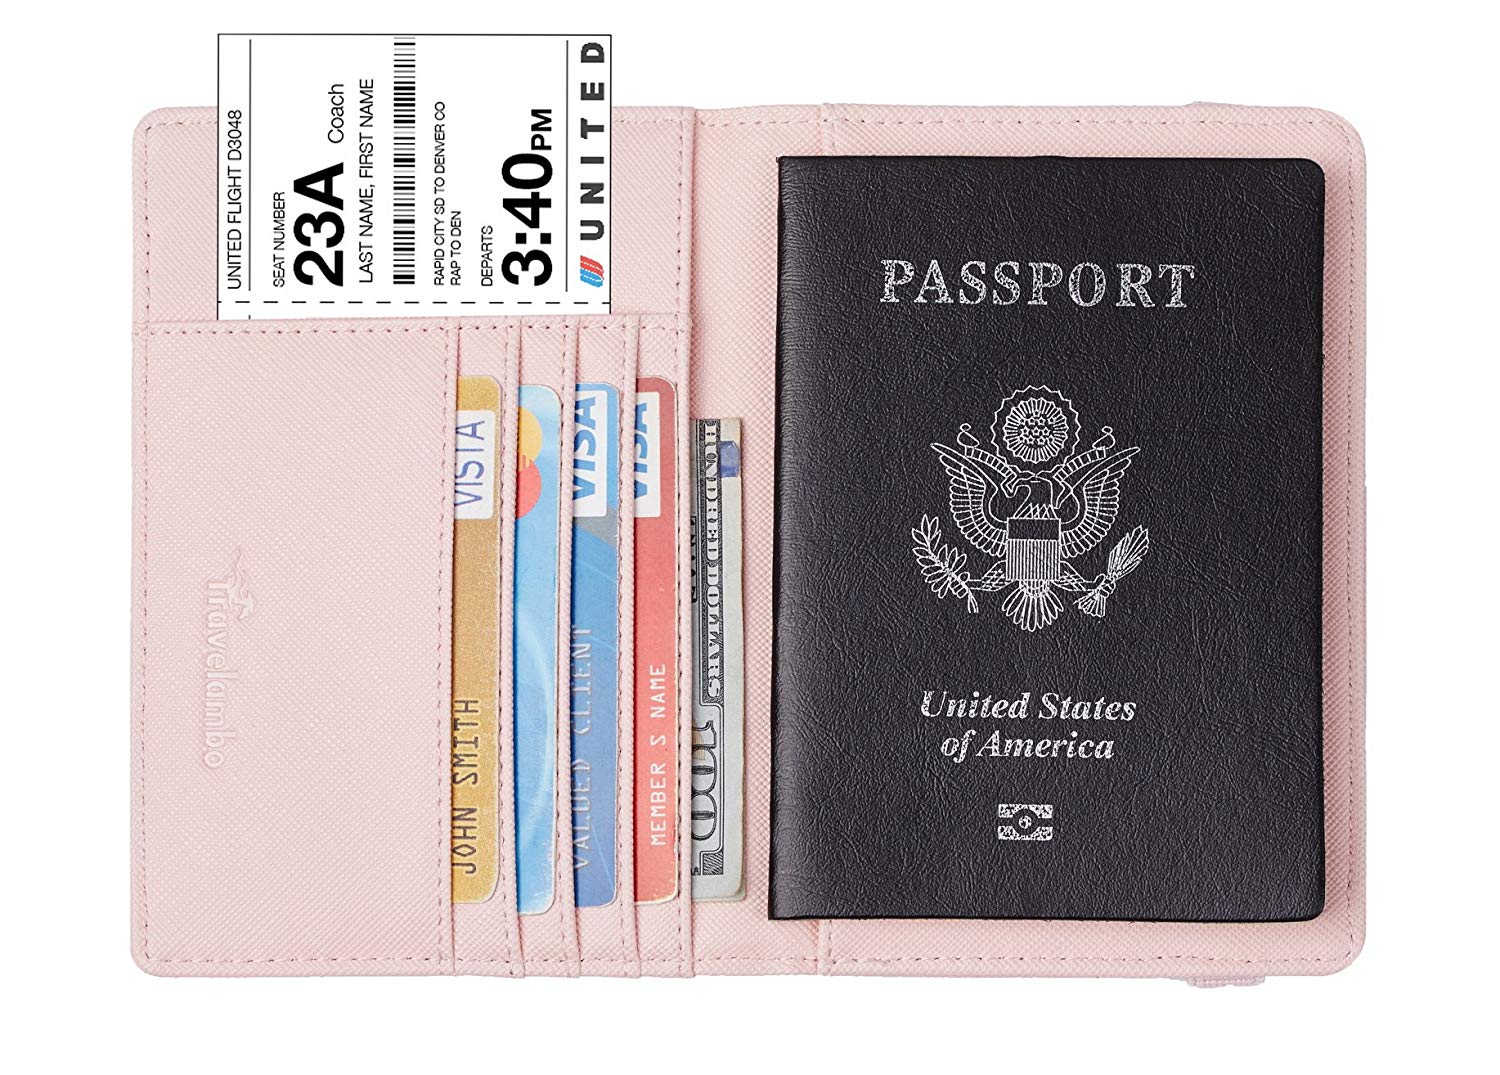 UNITED FLIGHT D3048
SEAT NUMBER
23A Coach
LAST NAME, FIRST NAME
RAPID CITY SD TO DENVER CO
RAP TO DEN
DEPARTS
3:40PM
UNITED
Travellambo
VISTA
JOHN SMITH
VISA
VALUED CLIENT
VISA
MEMBER S NAME
HUNDRED DOLLARS
100
PASSPORT
United States
of America